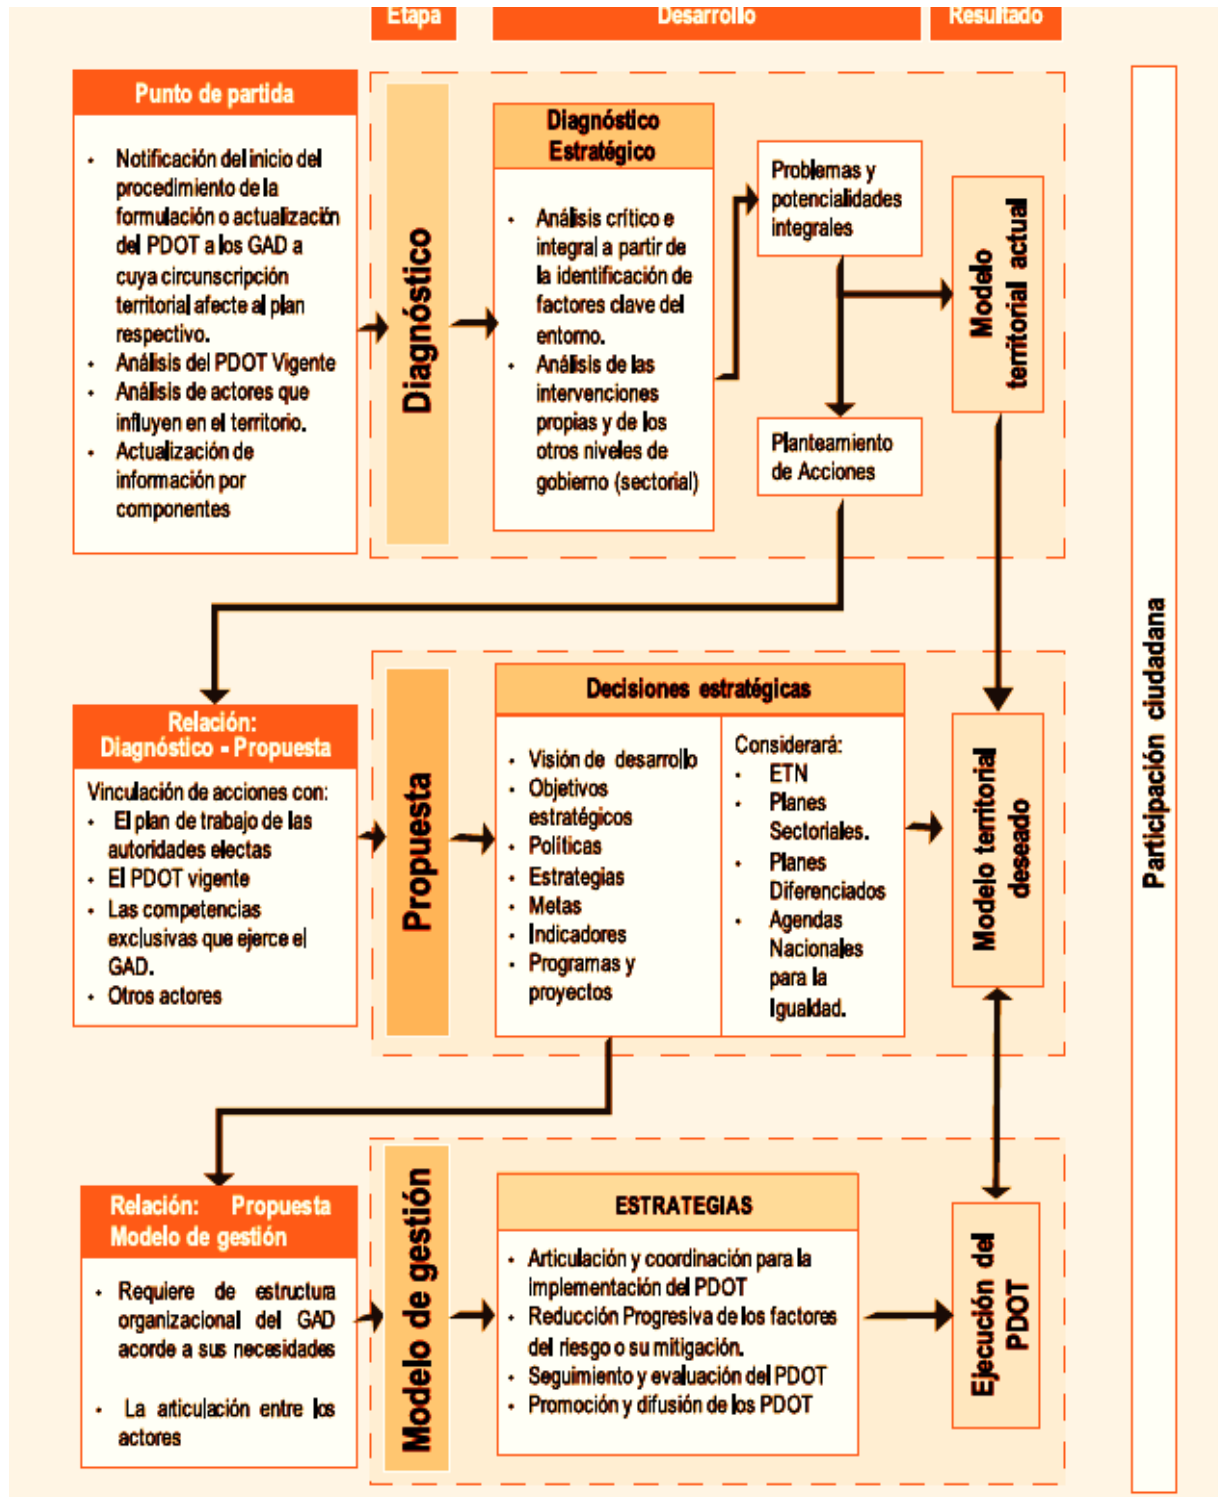 Etapa
Desarrollo
Resultado
Punto de partida
• Notificación del inicio del
procedimiento de la
formulación o actualización
del PDOT a los GAD a
cuya circunscripción
territorial afecte al plan
respectivo.
• Análisis del PDOT Vigente
• Análisis de actores que
influyen en el territorio.
• Actualización de
información por
componentes
Diagnóstico
Diagnóstico
Estratégico
• Análisis crítico e
integral a partir de
la identificación de
factores clave del
entorno.
• Análisis de las
intervenciones
propias y de los
otros niveles de
gobierno (sectorial)
Problemas y
potencialidades
integrales
Planteamiento
de Acciones
Modelo
territorial actual
Relación:
Diagnóstico - Propuesta
Vinculación de acciones con:
• El plan de trabajo de las
autoridades electas
• El PDOT vigente
• Las competencias
exclusivas que ejerce el
GAD.
• Otros actores
Propuesta
Decisiones estratégicas
• Visión de desarrollo
• Objetivos
estratégicos
• Políticas
• Estrategias
• Metas
• Indicadores
• Programas y
proyectos
Considerará:
• ETN
• Planes
Sectoriales.
• Planes
Diferenciados
• Agendas
Nacionales
para la
Igualdad.
Modelo territorial
deseado
Relación: Propuesta
Modelo de gestión
• Requiere de estructura
organizacional del GAD
acorde a sus necesidades
• La articulación entre los
actores
Modelo de gestión
ESTRATEGIAS
• Articulación y coordinación para la
implementación del PDOT
• Reducción Progresiva de los factores
del riesgo o su mitigación.
• Seguimiento y evaluación del PDOT
• Promoción y difusión de los PDOT
Ejecución del
PDOT
Participación ciudadana